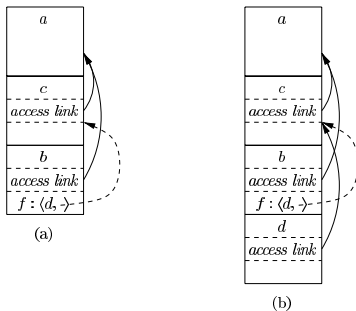 a
c
access link
b
access link
f : ⟨d, -⟩
(a)
a
c
access link
b
access link
f : ⟨d, -⟩
d
access link
(b)